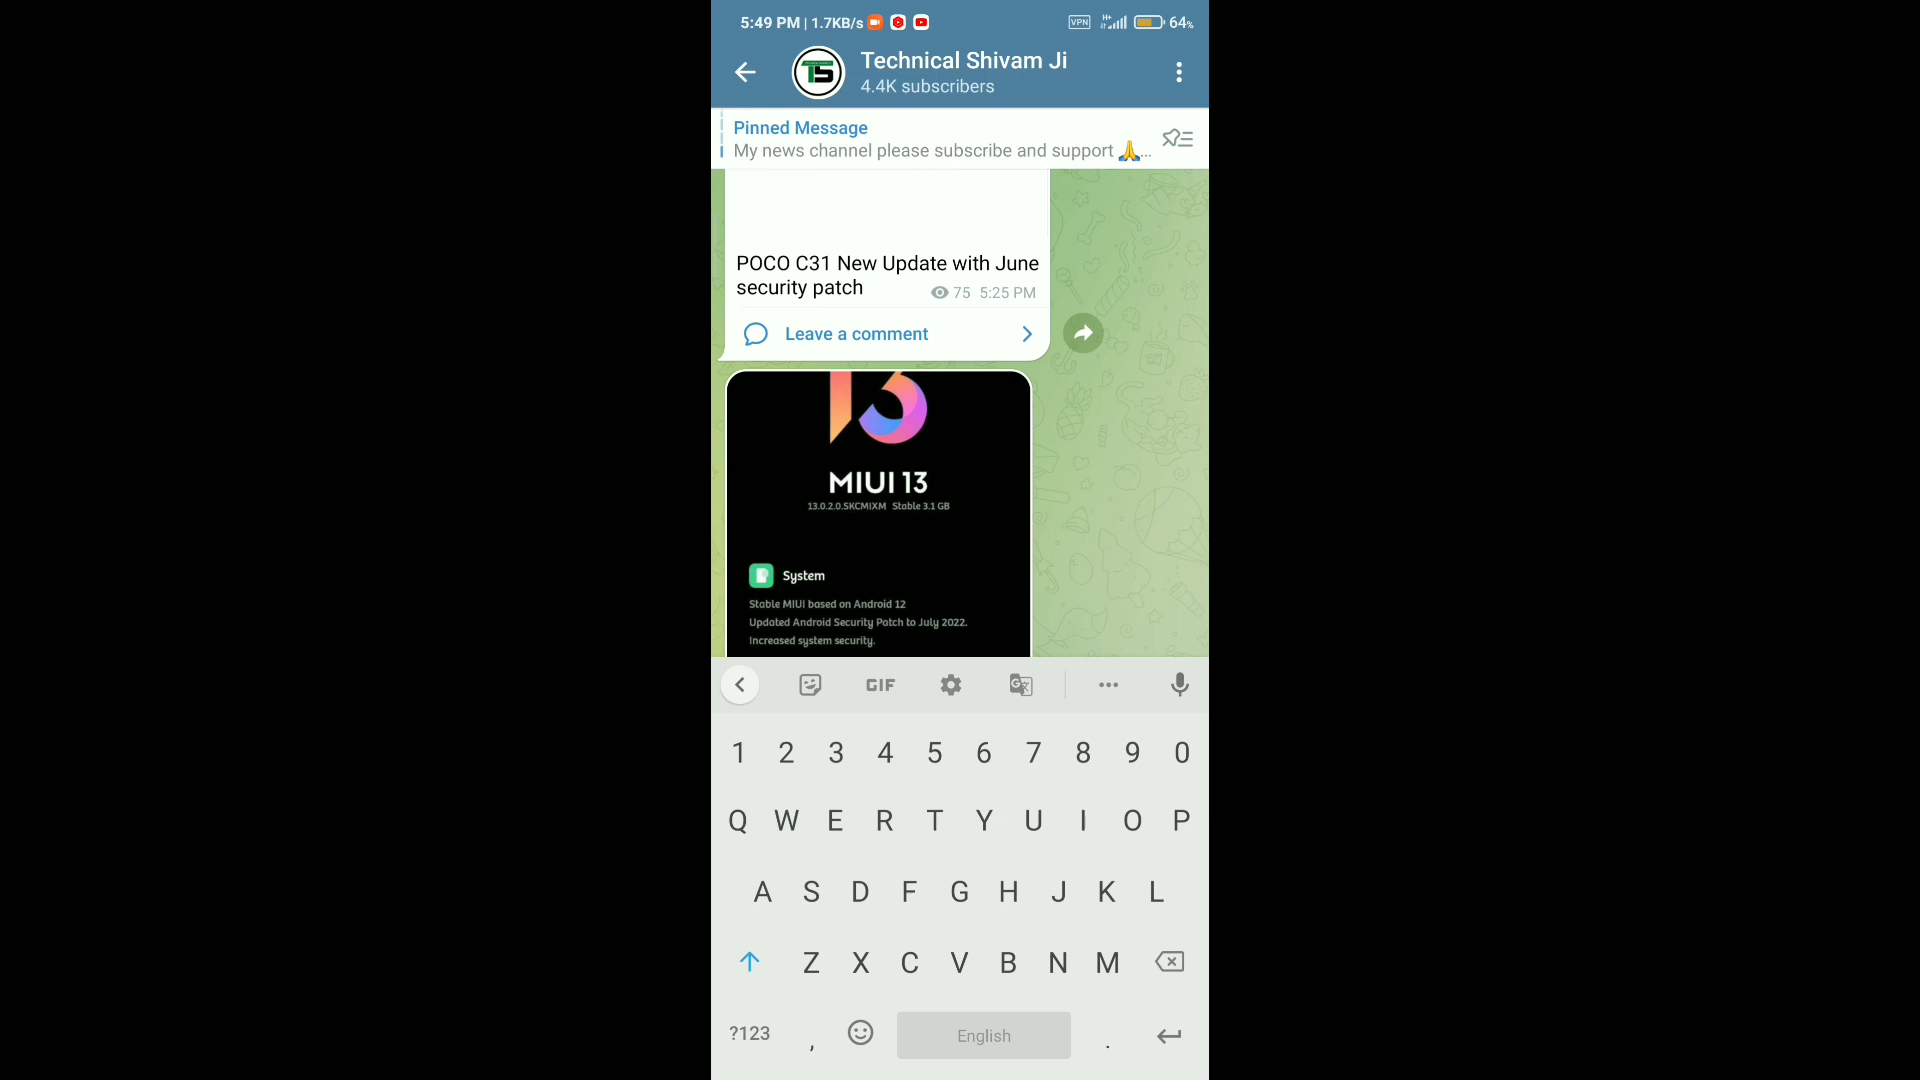 5:49 PM | 1.7KB/s VPN H+ 64%
TS
Technical Shivam Ji
4.4K subscribers
Pinned Message
My news channel please subscribe and support 🙏...
POCO C31 New Update with June
security patch 75 5:25 PM
Leave a comment
13
MIUI 13
13.0.2.0.SKCMIXM Stable 3.1 GB
System
Stable MIUI based on Android 12
Updated Android Security Patch to July 2022.
Increased system security.
GIF
1 2 3 4 5 6 7 8 9 0
Q W E R T Y U I O P
A S D F G H J K L
Z X C V B N M
?123 , English .